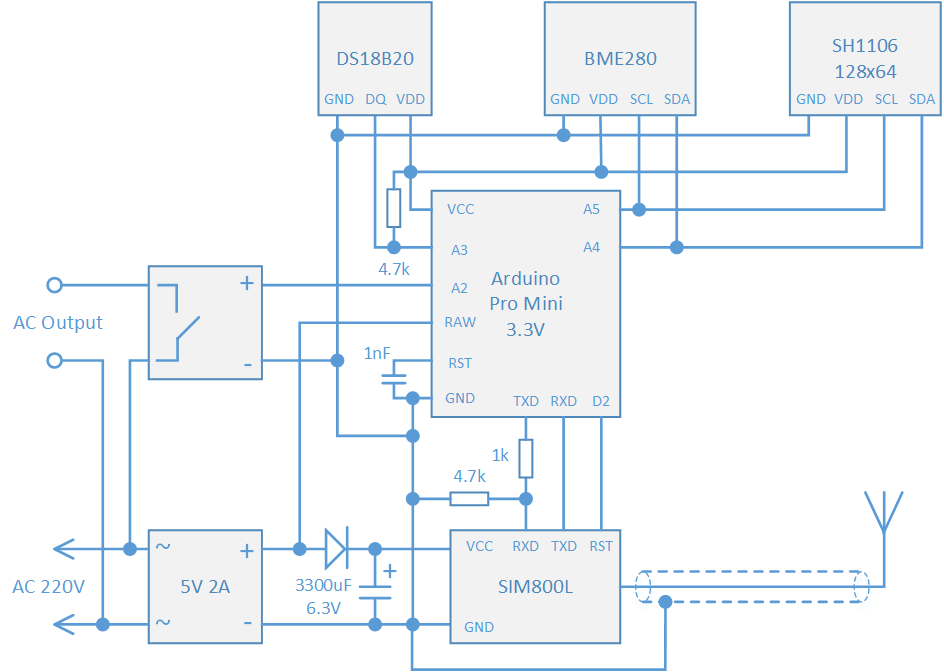 DS18B20
GND DQ VDD
BME280
GND VDD SCL SDA
SH1106
128x64
GND VDD SCL SDA
VCC
A3
A2
RAW
RST
GND
A5
A4
Arduino
Pro Mini
3.3V
TXD RXD D2
4.7k
1nF
AC Output
+
-
1k
4.7k
AC 220V
~
~
5V 2A
+
-
3300uF
6.3V
+
VCC RXD TXD RST
SIM800L
GND